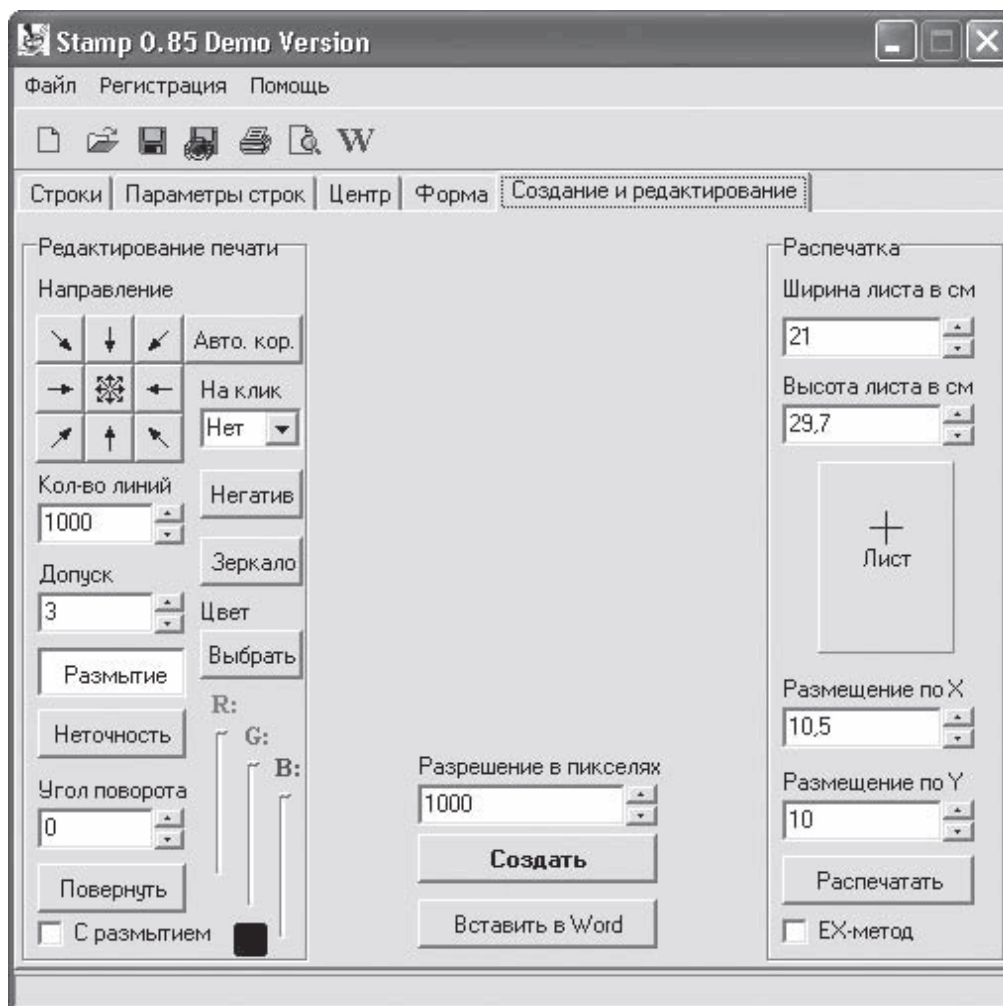 Stamp 0.85 Demo Version
Файл Регистрация Помощь
W
Строки Параметры строк Центр Форма Создание и редактирование
Редактирование печати
Направление
Авто. кор.
На клик
Нет
Кол-во линий
1000
Негатив
Допуск
3
Зеркало
Цвет
Выбрать
Размытие
Неточность
R:
G:
B:
Угол поворота
0
Повернуть
С размытием
Разрешение в пикселях
1000
Создать
Вставить в Word
Распечатка
Ширина листа в см
21
Высота листа в см
29,7
Лист
Размещение по X
10,5
Размещение по Y
10
Распечатать
EX-метод